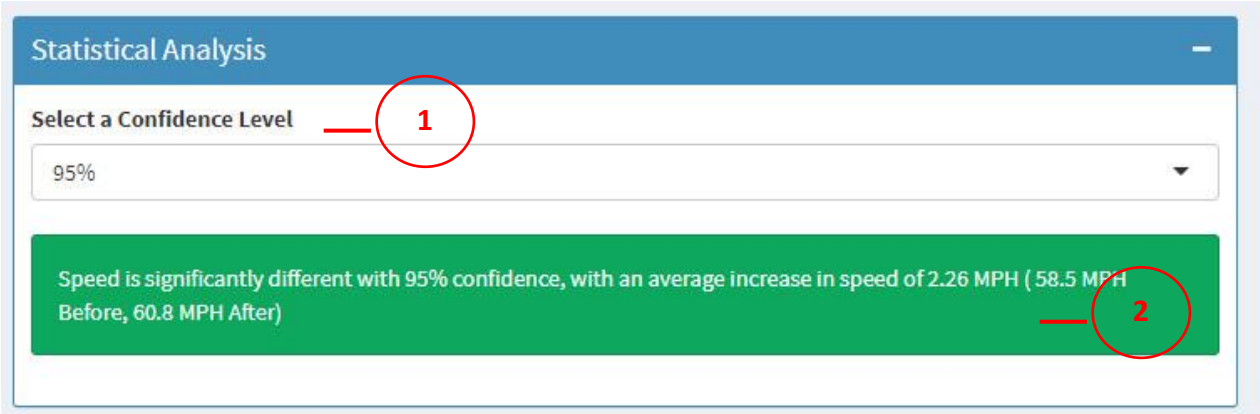 Statistical Analysis
Select a Confidence Level
1
95%
Speed is significantly different with 95% confidence, with an average increase in speed of 2.26 MPH ( 58.5 MPH
Before, 60.8 MPH After)
2